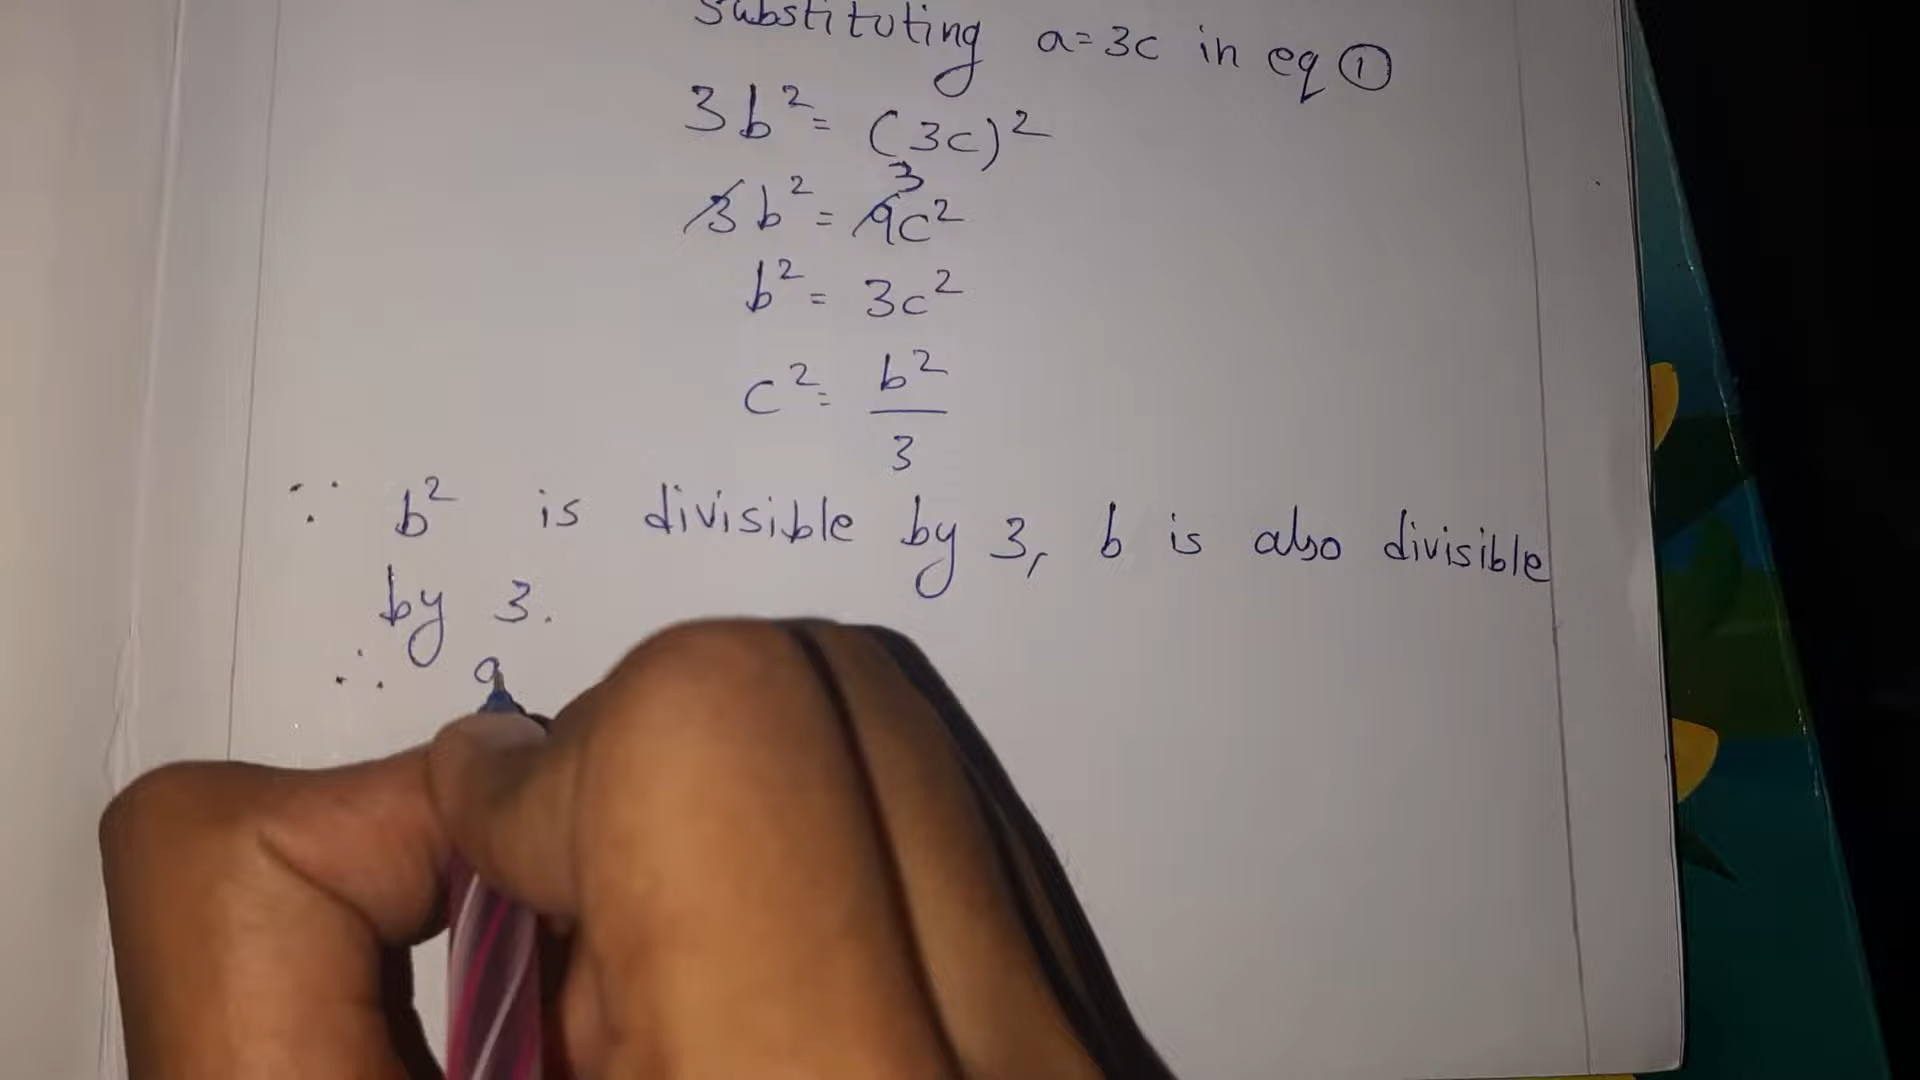 Substituting a=3c in eq ①
3b² = (3c)²
3
3b² = 9c²
b² = 3c²
c² = b²
3
∵ b² is divisible by 3, b is also divisible
by 3.
∴ a